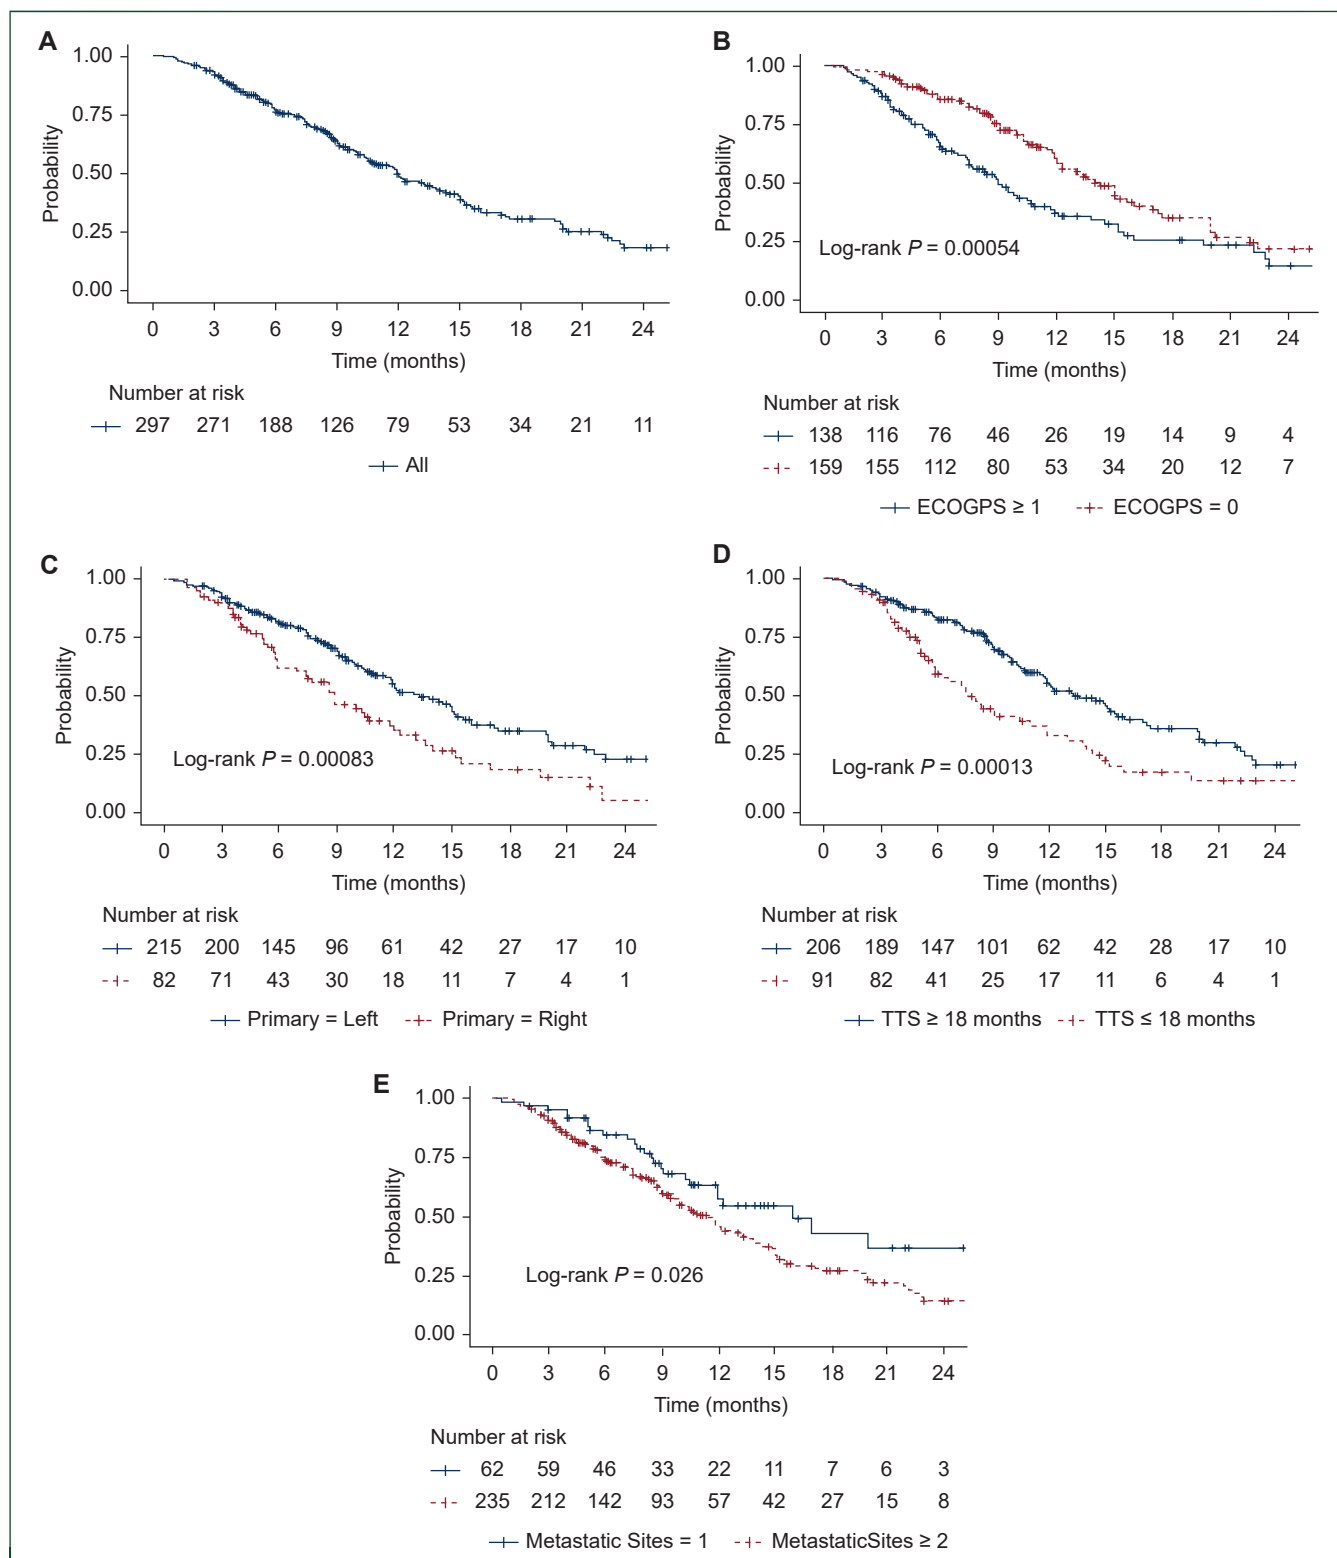 A
1.00
0.75
0.50
0.25
0.00
Probability
0 3 6 9 12 15 18 21 24
Time (months)
Number at risk
297 271 188 126 79 53 34 21 11
All
B
1.00
0.75
0.50
0.25
0.00
Probability
Log-rank P = 0.00054
0 3 6 9 12 15 18 21 24
Time (months)
Number at risk
138 116 76 46 26 19 14 9 4
159 155 112 80 53 34 20 12 7
ECOGPS ≥ 1 ECOGPS = 0
C
1.00
0.75
0.50
0.25
0.00
Probability
Log-rank P = 0.00083
0 3 6 9 12 15 18 21 24
Time (months)
Number at risk
215 200 145 96 61 42 27 17 10
82 71 43 30 18 11 7 4 1
Primary = Left Primary = Right
D
1.00
0.75
0.50
0.25
0.00
Probability
Log-rank P = 0.00013
0 3 6 9 12 15 18 21 24
Time (months)
Number at risk
206 189 147 101 62 42 28 17 10
91 82 41 25 17 11 6 4 1
TTS ≥ 18 months TTS ≤ 18 months
E
1.00
0.75
0.50
0.25
0.00
Probability
Log-rank P = 0.026
0 3 6 9 12 15 18 21 24
Time (months)
Number at risk
62 59 46 33 22 11 7 6 3
235 212 142 93 57 42 27 15 8
Metastatic Sites = 1 MetastaticSites ≥ 2